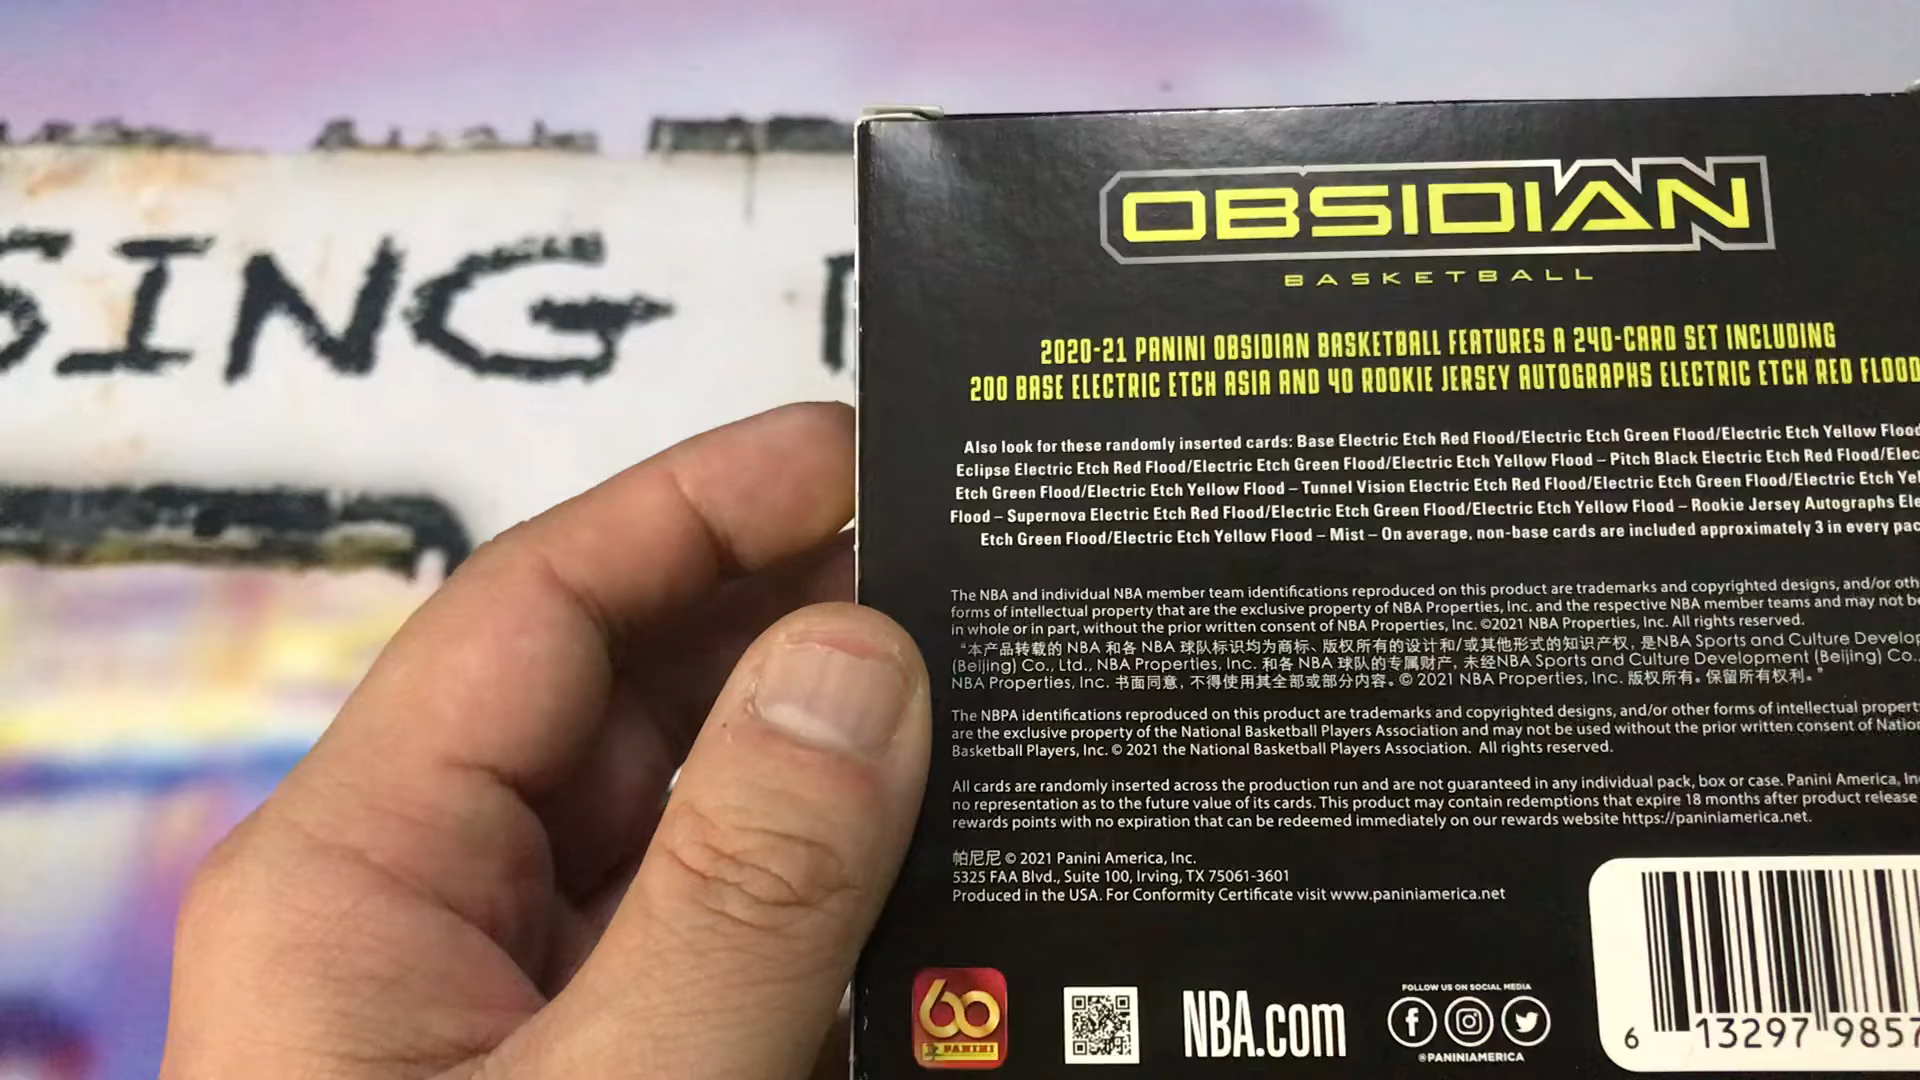 SING
OBSIDIAN
BASKETBALL
2020-21 PANINI OBSIDIAN BASKETBALL FEATURES A 240-CARD SET INCLUDING
200 BASE ELECTRIC ETCH ASIA AND 40 ROOKIE JERSEY AUTOGRAPHS ELECTRIC ETCH RED FLOOD
Also look for these randomly inserted cards: Base Electric Etch Red Flood/Electric Etch Green Flood/Electric Etch Yellow Flood
Eclipse Electric Etch Red Flood/Electric Etch Green Flood/Electric Etch Yellow Flood – Pitch Black Electric Etch Red Flood/Elec
Etch Green Flood/Electric Etch Yellow Flood – Tunnel Vision Electric Etch Red Flood/Electric Etch Green Flood/Electric Etch Yel
Flood – Supernova Electric Etch Red Flood/Electric Etch Green Flood/Electric Etch Yellow Flood – Rookie Jersey Autographs Ele
Etch Green Flood/Electric Etch Yellow Flood – Mist – On average, non-base cards are included approximately 3 in every pac
The NBA and individual NBA member team identifications reproduced on this product are trademarks and copyrighted designs, and/or oth
forms of intellectual property that are the exclusive property of NBA Properties, Inc. and the respective NBA member teams and may not be
in whole or in part, without the prior written consent of NBA Properties, Inc. ©2021 NBA Properties, Inc. All rights reserved.
"本产品转载的 NBA 和各 NBA 球队标识均为商标、版权所有的设计和/或其他形式的知识产权, 是NBA Sports and Culture Develop
(Beijing) Co., Ltd., NBA Properties, Inc. 和各 NBA 球队的专属财产, 未经NBA Sports and Culture Development (Beijing) Co.,
NBA Properties, Inc. 书面同意, 不得使用其全部或部分内容。© 2021 NBA Properties, Inc. 版权所有。保留所有权利。"
The NBPA identifications reproduced on this product are trademarks and copyrighted designs, and/or other forms of intellectual property
are the exclusive property of the National Basketball Players Association and may not be used without the prior written consent of Nation
Basketball Players, Inc. © 2021 the National Basketball Players Association. All rights reserved.
All cards are randomly inserted across the production run and are not guaranteed in any individual pack, box or case. Panini America, In
no representation as to the future value of its cards. This product may contain redemptions that expire 18 months after product release
rewards points with no expiration that can be redeemed immediately on our rewards website https://paniniamerica.net.
帕尼尼 © 2021 Panini America, Inc.
5325 FAA Blvd., Suite 100, Irving, TX 75061-3601
Produced in the USA. For Conformity Certificate visit www.paniniamerica.net
60
PANINI
NBA.com
FOLLOW US ON SOCIAL MEDIA
@PANINIAMERICA
6 13297 9857